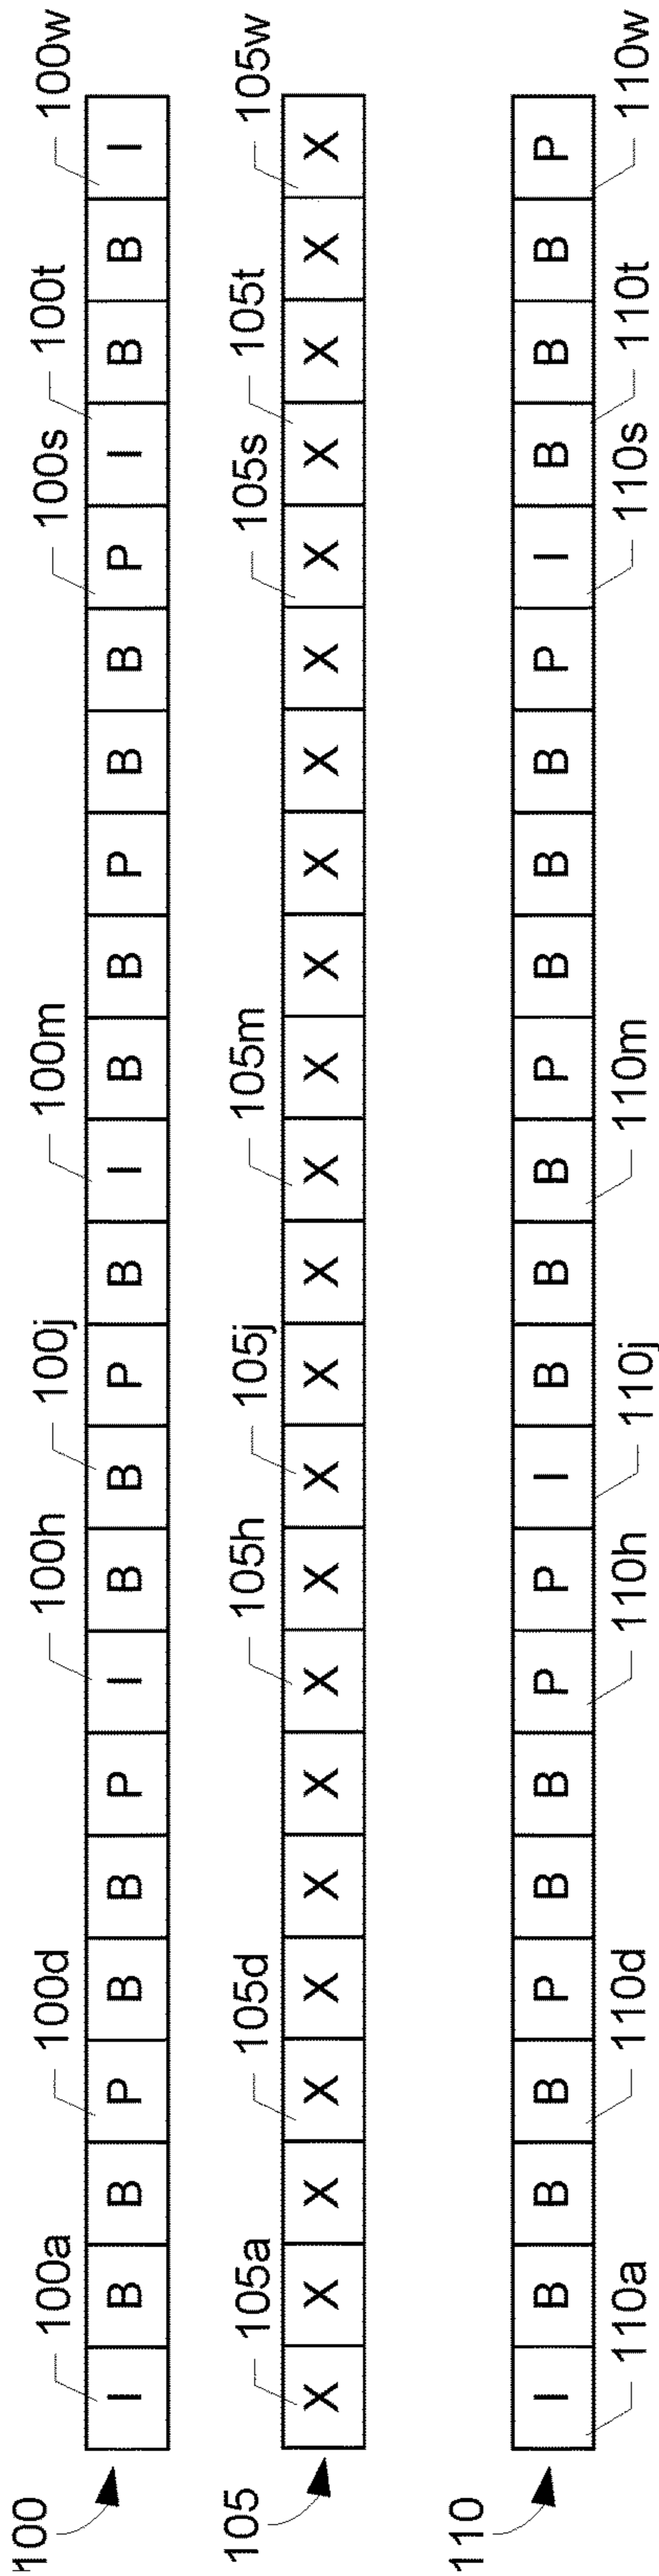 100 100a 100d 100h 100j 100m 100s 100t 100w
I B B P B B P I B B P B I B B P B B P I B B I
105 105a 105d 105h 105j 105m 105s 105t 105w
X X X X X X X X X X X X X X X X X X X X X X X
110
I B B B P B B P P I B B B P B B B P I B B B P
110a 110d 110h 110j 110m 110s 110t 110w